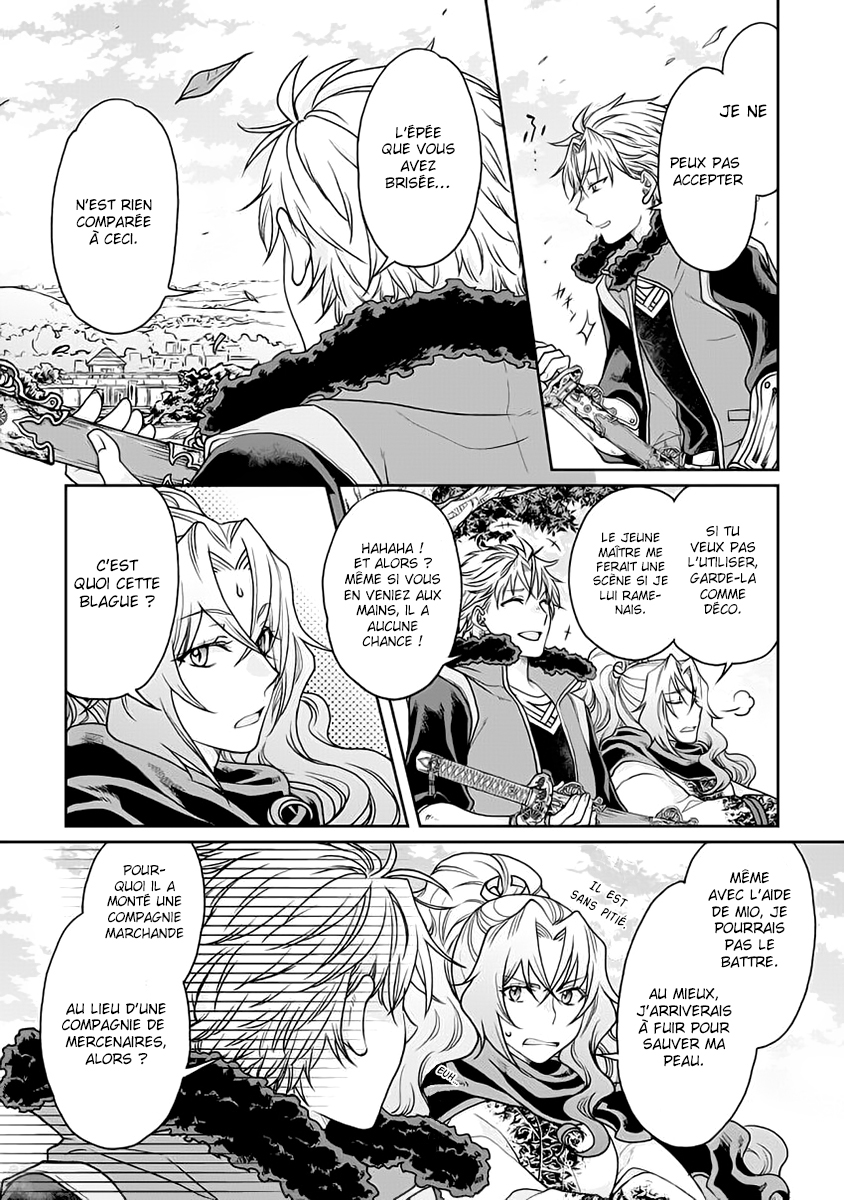 JE NE
PEUX PAS
ACCEPTER
L'ÉPÉE
QUE VOUS
AVEZ
BRISÉE...
N'EST RIEN
COMPARÉE
À CECI.
SI TU
VEUX PAS
L'UTILISER,
GARDE-LA
COMME
DÉCO.
LE JEUNE
MAÎTRE ME
FERAIT UNE
SCÈNE SI JE
LUI RAME-
NAIS.
HAHAHA !
ET ALORS ?
MÊME SI VOUS
EN VENIEZ AUX
MAINS, IL A
AUCUNE
CHANCE !
C'EST
QUOI CETTE
BLAGUE ?
MÊME
AVEC L'AIDE
DE MIO, JE
POURRAIS
PAS LE
BATTRE.
AU MIEUX,
J'ARRIVERAIS
À FUIR POUR
SAUVER MA
PEAU.
IL EST
SANS PITIÉ.
EUH...
POUR-
QUOI IL A
MONTÉ UNE
COMPAGNIE
MARCHANDE
AU LIEU D'UNE
COMPAGNIE DE
MERCENAIRES,
ALORS ?